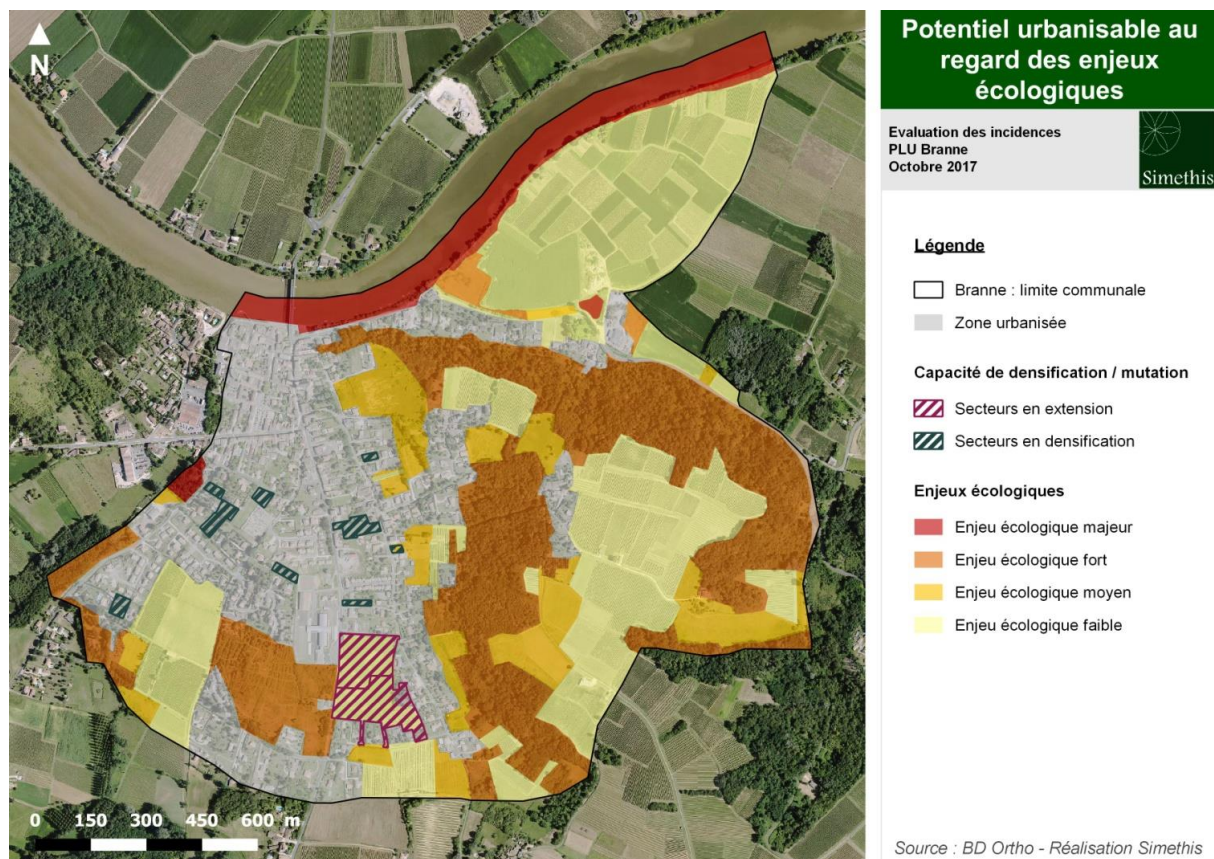 N
0 150 300 450 600 m
Potentiel urbanisable au
regard des enjeux
écologiques
Evaluation des incidences
PLU Branne
Octobre 2017
Simethis
Légende
Branne : limite communale
Zone urbanisée
Capacité de densification / mutation
Secteurs en extension
Secteurs en densification
Enjeux écologiques
Enjeu écologique majeur
Enjeu écologique fort
Enjeu écologique moyen
Enjeu écologique faible
Source : BD Ortho - Réalisation Simethis